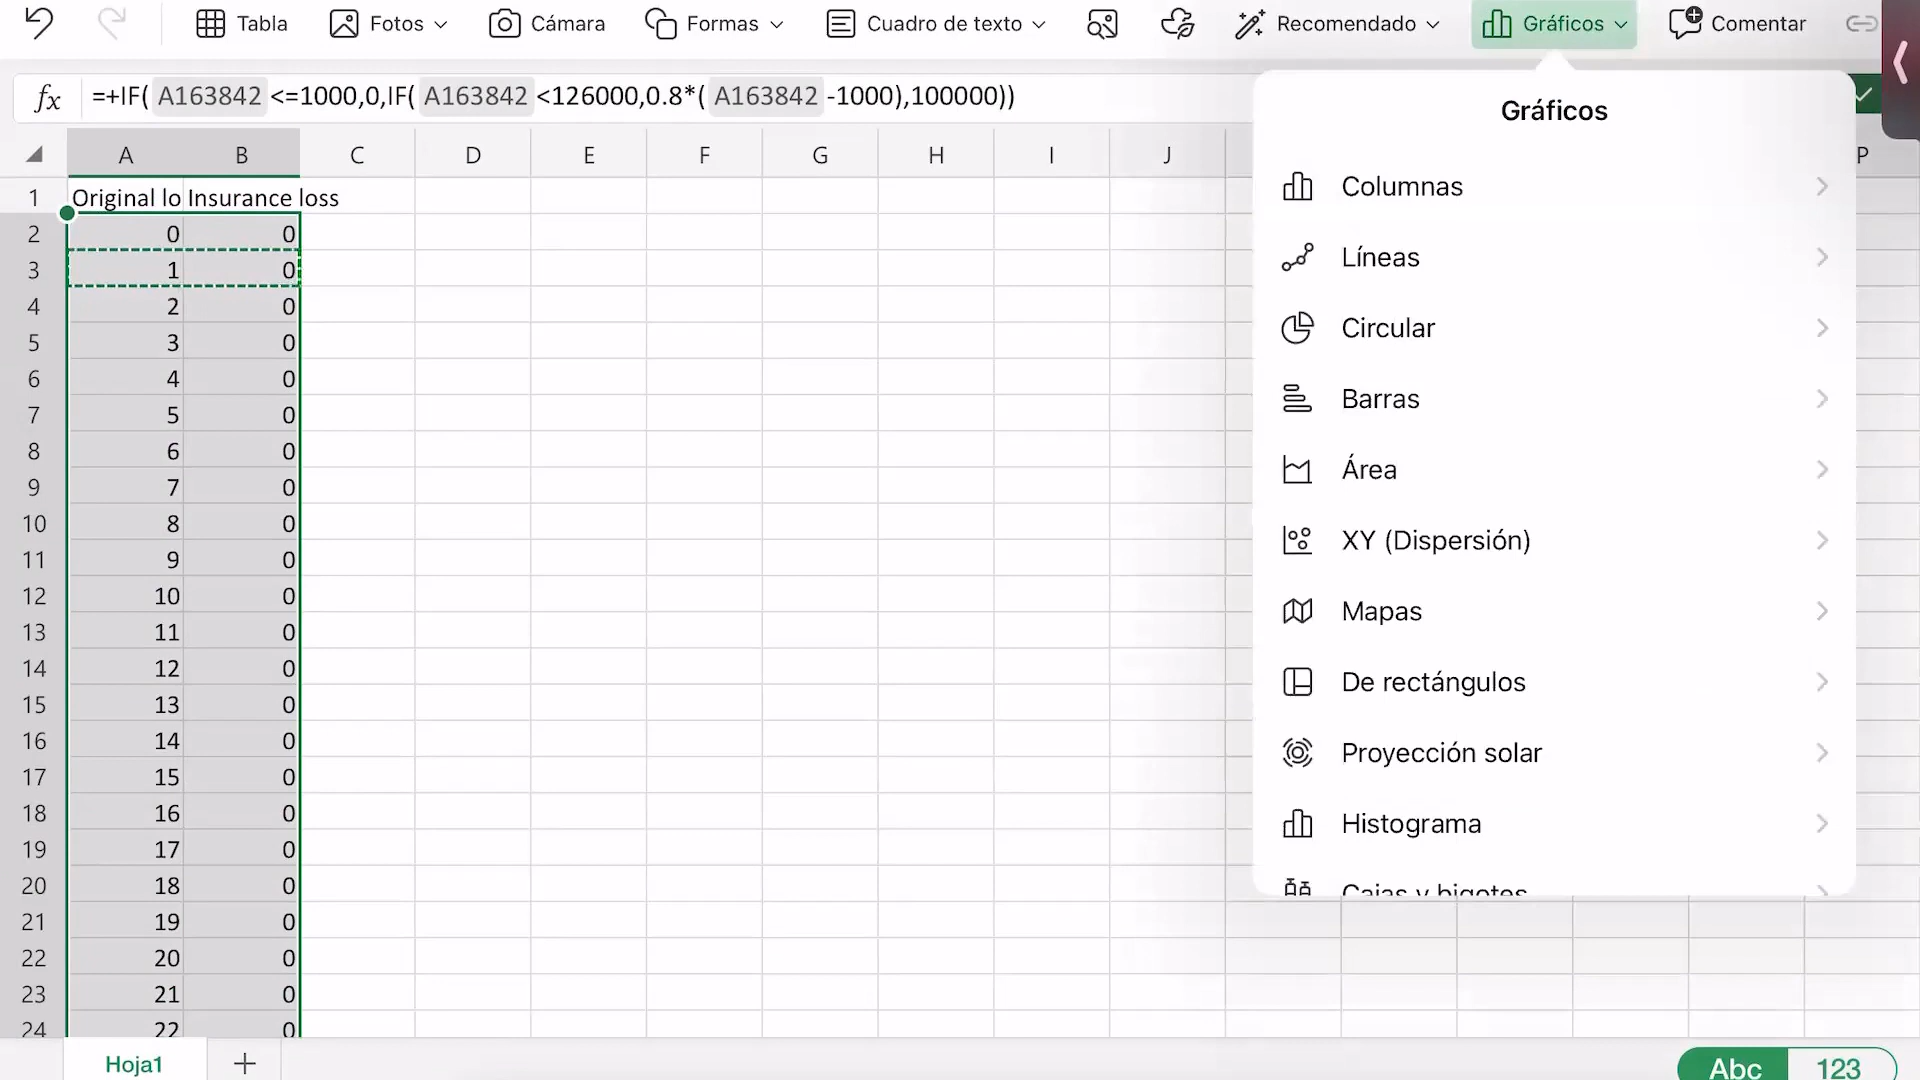 Tabla Fotos Cámara Formas Cuadro de texto Recomendado Gráficos Comentar
fx =+IF( A163842 <=1000,0,IF( A163842 <126000,0.8*( A163842 -1000),100000))
Gráficos
A B C D E F G H I J P
1 Original lo Insurance loss
2 0 0
3 1 0
4 2 0
5 3 0
6 4 0
7 5 0
8 6 0
9 7 0
10 8 0
11 9 0
12 10 0
13 11 0
14 12 0
15 13 0
16 14 0
17 15 0
18 16 0
19 17 0
20 18 0
21 19 0
22 20 0
23 21 0
24 22 0
Columnas
Líneas
Circular
Barras
Área
XY (Dispersión)
Mapas
De rectángulos
Proyección solar
Histograma
Cajas y bigotes
Hoja1
Abc 123